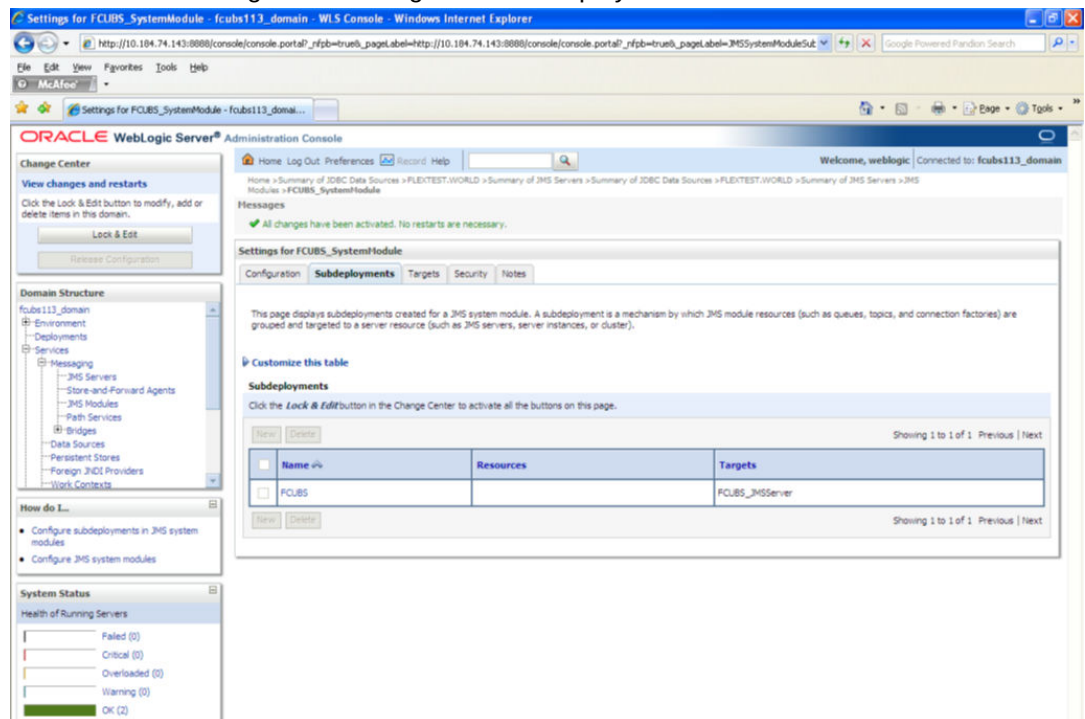 Settings for FCUBS_SystemModule - fcubs113_domain - WLS Console - Windows Internet Explorer
http://10.184.74.143:8888/console/console.portal?_nfpb=true&_pageLabel=http://10.184.74.143:8888/console/console.portal?_nfpb=true&_pageLabel=JMSSystemModuleSub
Google Powered Pandion Search
File Edit View Favorites Tools Help
McAfee
Settings for FCUBS_SystemModule - fcubs113_domai...
Page Tools
ORACLE WebLogic Server® Administration Console
Change Center
View changes and restarts
Click the Lock & Edit button to modify, add or
delete items in this domain.
Lock & Edit
Release Configuration
Domain Structure
fcubs113_domain
Environment
Deployments
Services
Messaging
JMS Servers
Store-and-Forward Agents
JMS Modules
Path Services
Bridges
Data Sources
Persistent Stores
Foreign JNDI Providers
Work Contexts
How do I...
Configure subdeployments in JMS system
modules
Configure JMS system modules
System Status
Health of Running Servers
Failed (0)
Critical (0)
Overloaded (0)
Warning (0)
OK (2)
Home Log Out Preferences Record Help
Welcome, weblogic Connected to: fcubs113_domain
Home >Summary of JDBC Data Sources >FLEXTEST.WORLD >Summary of JMS Servers >Summary of JDBC Data Sources >FLEXTEST.WORLD >Summary of JMS Servers >JMS
Modules >FCUBS_SystemModule
Messages
All changes have been activated. No restarts are necessary.
Settings for FCUBS_SystemModule
Configuration Subdeployments Targets Security Notes
This page displays subdeployments created for a JMS system module. A subdeployment is a mechanism by which JMS module resources (such as queues, topics, and connection factories) are
grouped and targeted to a server resource (such as JMS servers, server instances, or cluster).
Customize this table
Subdeployments
Click the Lock & Edit button in the Change Center to activate all the buttons on this page.
New Delete
Showing 1 to 1 of 1 Previous | Next
Name Resources Targets
FCUBS FCUBS_JMSServer
New Delete
Showing 1 to 1 of 1 Previous | Next